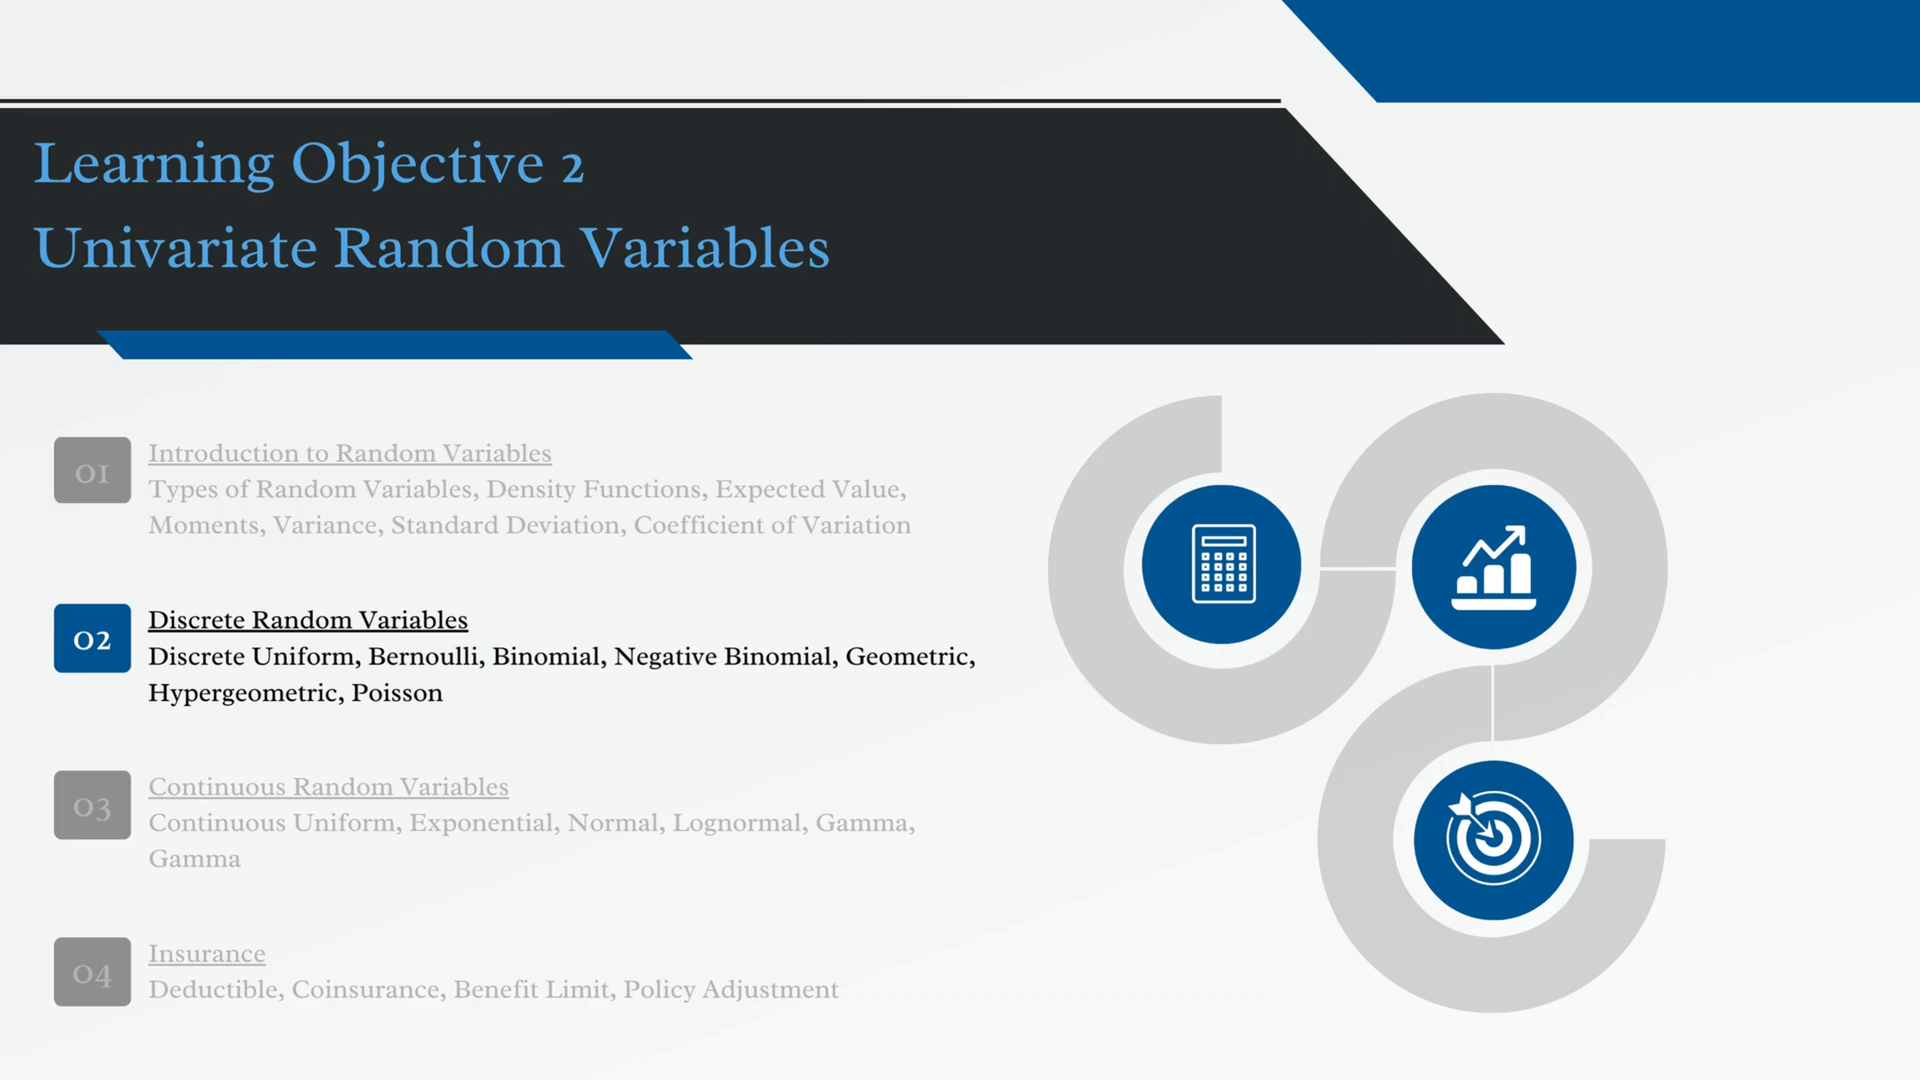 Learning Objective 2
Univariate Random Variables
01
Introduction to Random Variables
Types of Random Variables, Density Functions, Expected Value,
Moments, Variance, Standard Deviation, Coefficient of Variation
02
Discrete Random Variables
Discrete Uniform, Bernoulli, Binomial, Negative Binomial, Geometric,
Hypergeometric, Poisson
03
Continuous Random Variables
Continuous Uniform, Exponential, Normal, Lognormal, Gamma,
Gamma
04
Insurance
Deductible, Coinsurance, Benefit Limit, Policy Adjustment